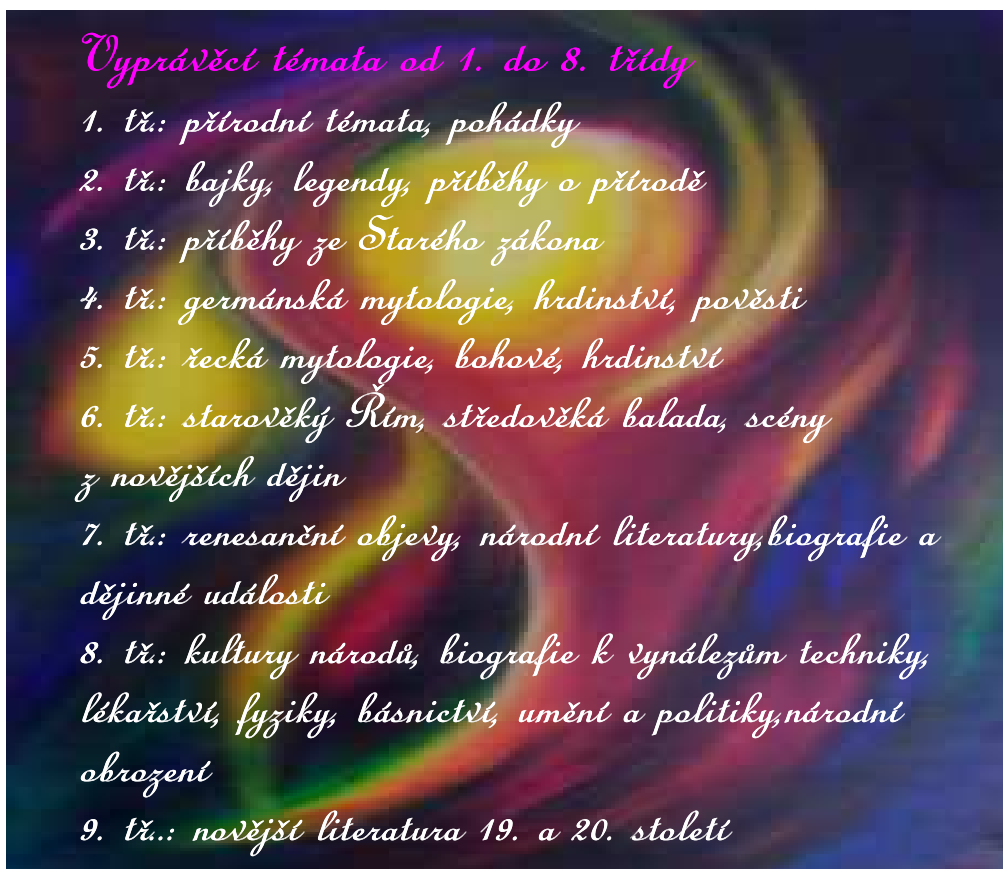 Vyprávěcí témata od 1. do 8. třídy
1. tř.: přírodní témata, pohádky
2. tř.: bajky, legendy, příběhy o přírodě
3. tř.: příběhy ze Starého zákona
4. tř.: germánská mytologie, hrdinství, pověsti
5. tř.: řecká mytologie, bohové, hrdinství
6. tř.: starověký Řím, středověká balada, scény
z novějších dějin
7. tř.: renesanční objevy, národní literatury,biografie a
dějinné události
8. tř.: kultury národů, biografie k vynálezům techniky,
lékařství, fyziky, básnictví, umění a politiky,národní
obrození
9. tř..: novější literatura 19. a 20. století